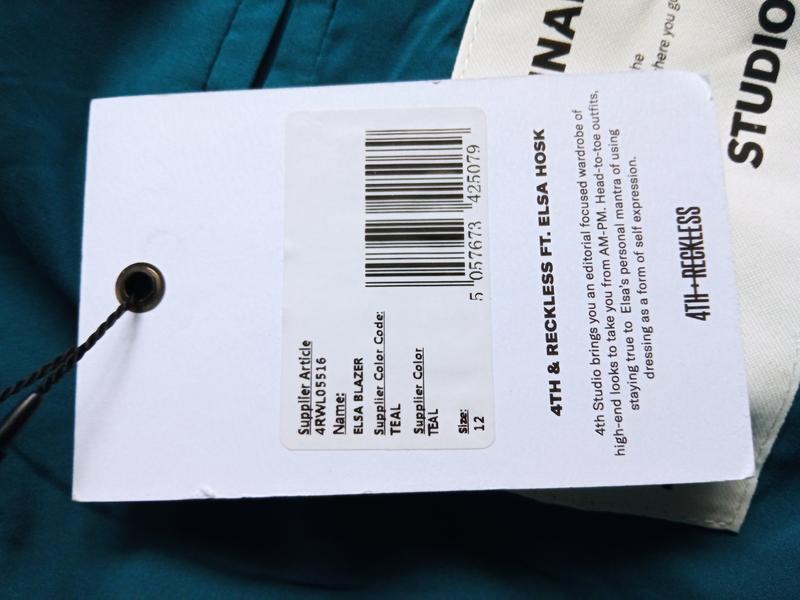 Supplier Article
4RWL05516
Name:
ELSA BLAZER
Supplier Color Code:
TEAL
Supplier Color
TEAL
Size:
12
5 057673 425079
4TH & RECKLESS FT. ELSA HOSK
4th Studio brings you an editorial focused wardrobe of
high-end looks to take you from AM-PM. Head-to-toe outfits,
staying true to Elsa's personal mantra of using
dressing as a form of self expression.
4TH+RECKLESS
STUDIO
here you go